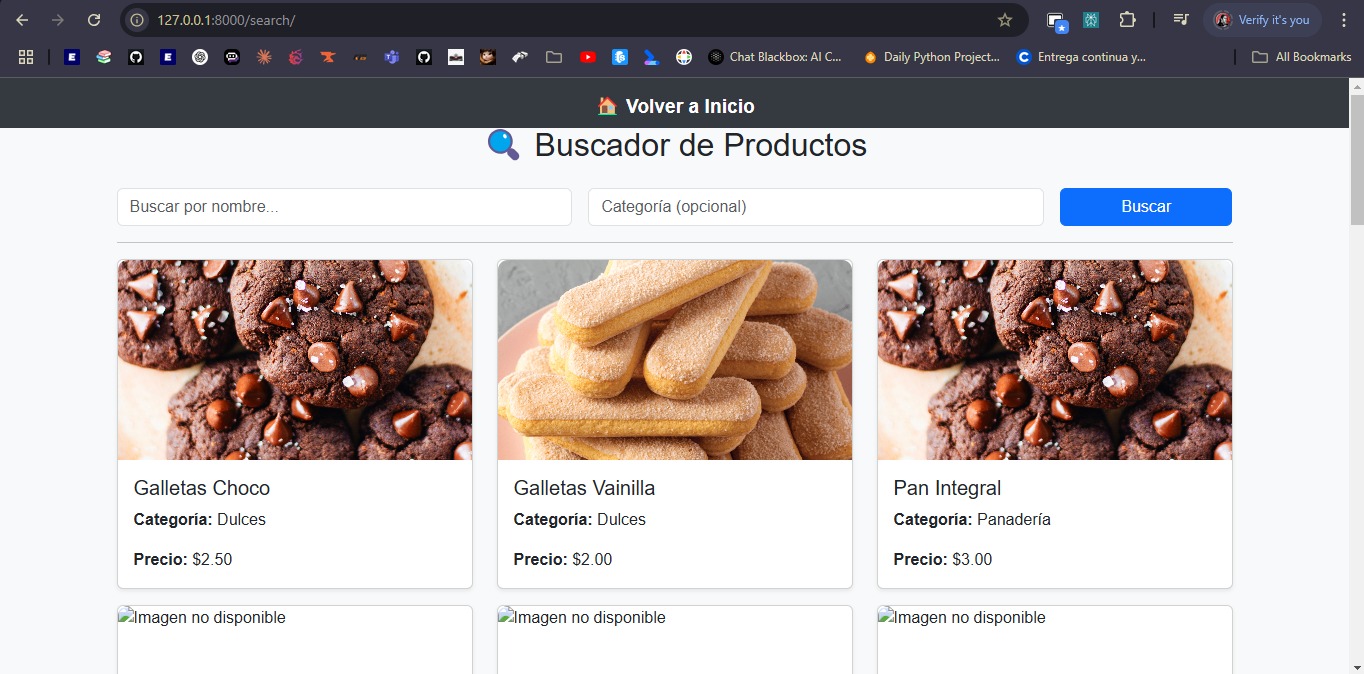 127.0.0.1:8000/search/
Verify it's you
Chat Blackbox: AI C...
Daily Python Project...
Entrega continua y...
All Bookmarks
🏠 Volver a Inicio
🔍 Buscador de Productos
Buscar por nombre...
Categoría (opcional)
Buscar
Galletas Choco
Galletas Vainilla
Pan Integral
Categoría: Dulces
Categoría: Dulces
Categoría: Panadería
Precio: $2.50
Precio: $2.00
Precio: $3.00
Imagen no disponible
Imagen no disponible
Imagen no disponible